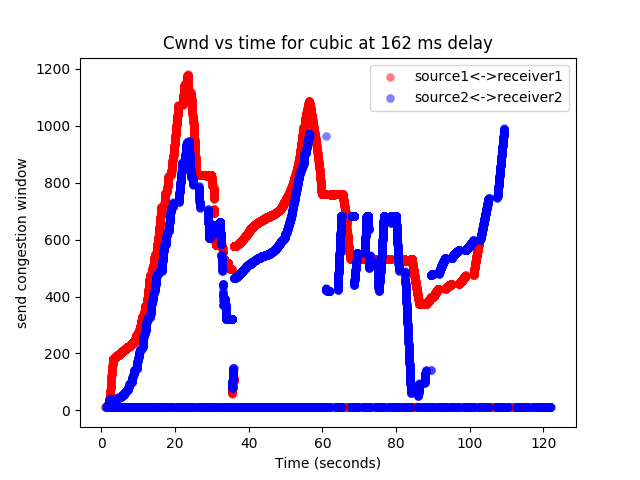 Cwnd vs time for cubic at 162 ms delay
source1<->receiver1
source2<->receiver2
send congestion window
1200
1000
800
600
400
200
0
0 20 40 60 80 100 120
Time (seconds)